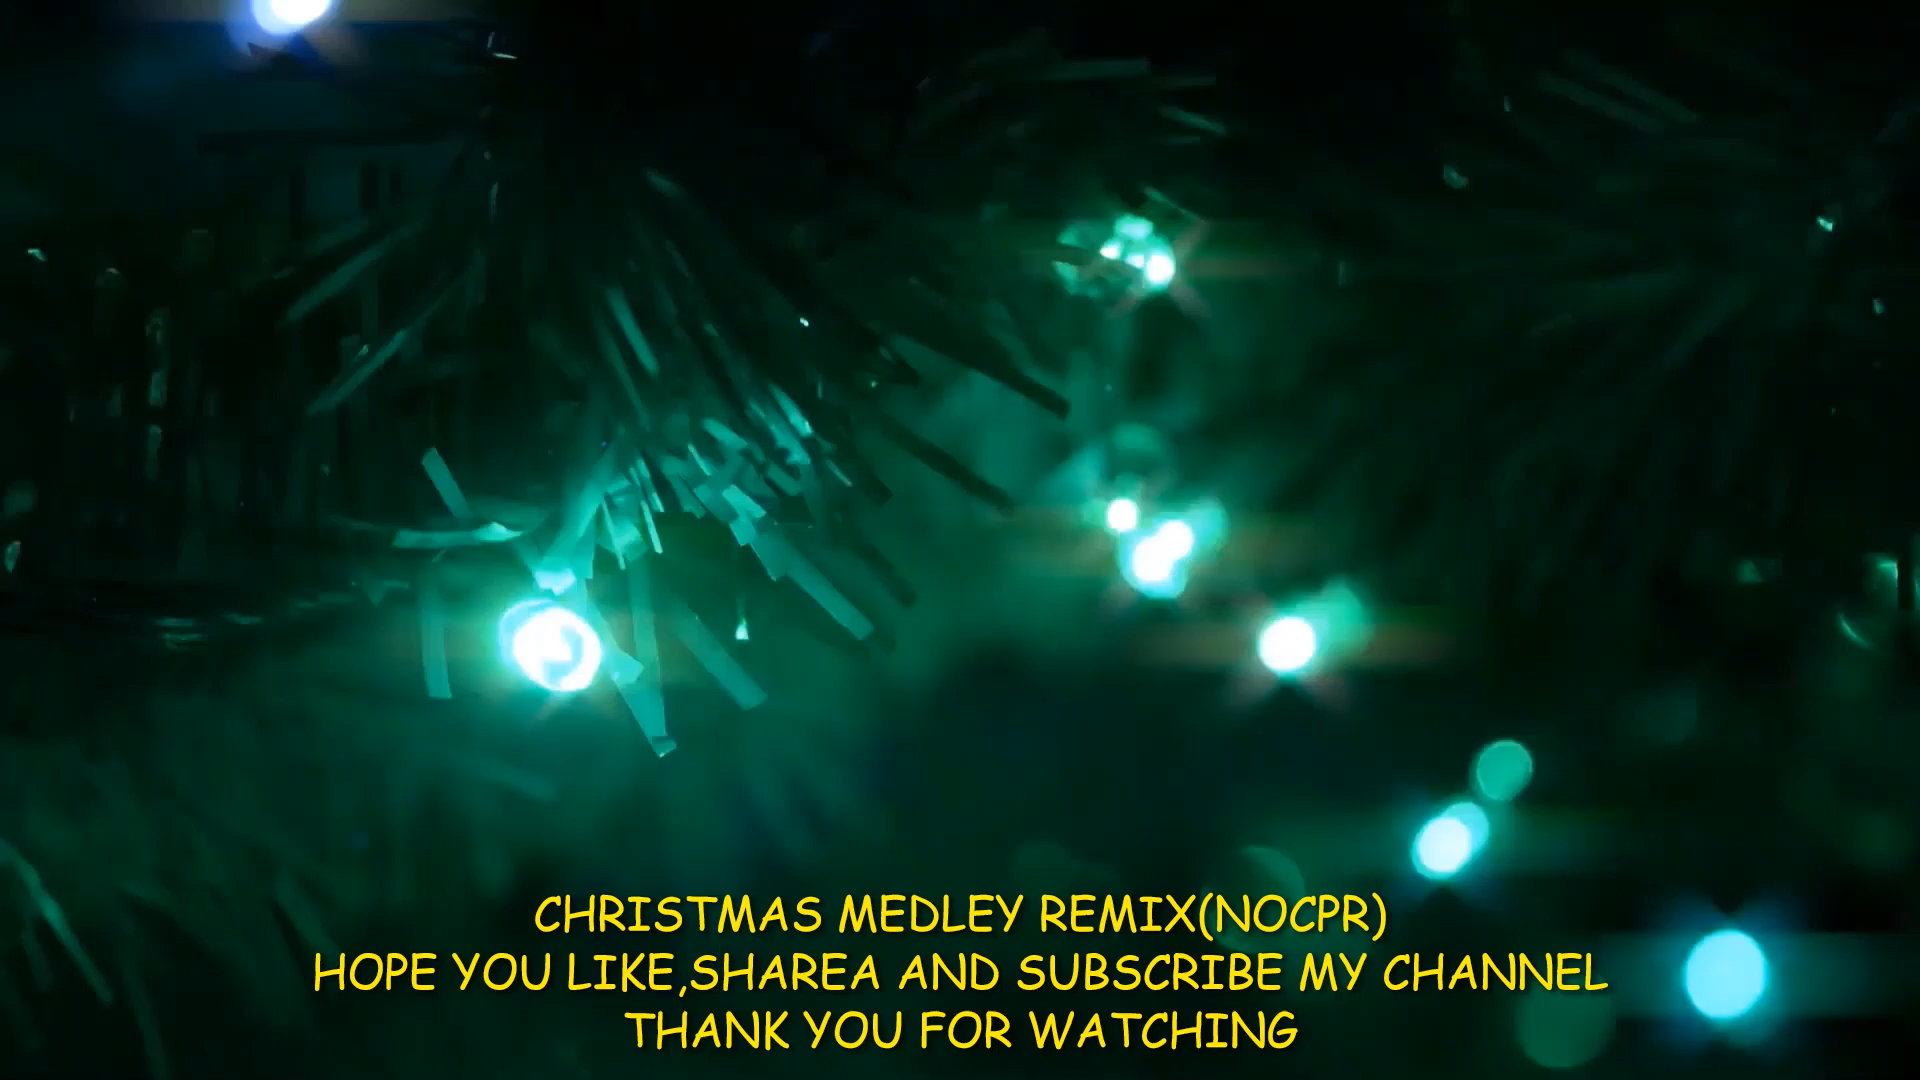 CHRISTMAS MEDLEY REMIX(NOCPR)
HOPE YOU LIKE,SHAREA AND SUBSCRIBE MY CHANNEL
THANK YOU FOR WATCHING